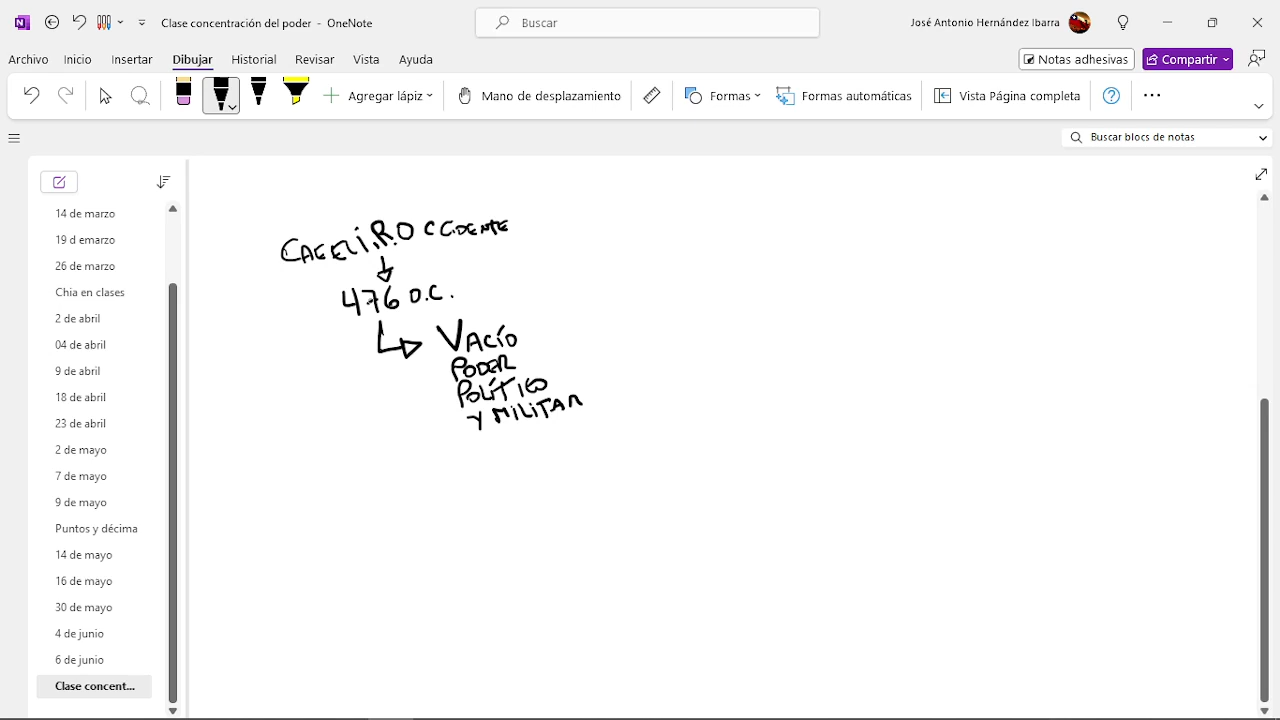 Clase concentración del poder - OneNote
Buscar
José Antonio Hernández Ibarra
Archivo Inicio Insertar Dibujar Historial Revisar Vista Ayuda
Notas adhesivas
Compartir
Agregar lápiz
Mano de desplazamiento
Formas
Formas automáticas
Vista Página completa
Buscar blocs de notas
14 de marzo
19 d emarzo
26 de marzo
Chia en clases
2 de abril
04 de abril
9 de abril
18 de abril
23 de abril
2 de mayo
7 de mayo
9 de mayo
Puntos y décima
14 de mayo
16 de mayo
30 de mayo
4 de junio
6 de junio
Clase concent...
CAE EL I.R. OCCIDENTE
476 D.C.
VACÍO
PODER
POLÍTICO
Y MILITAR